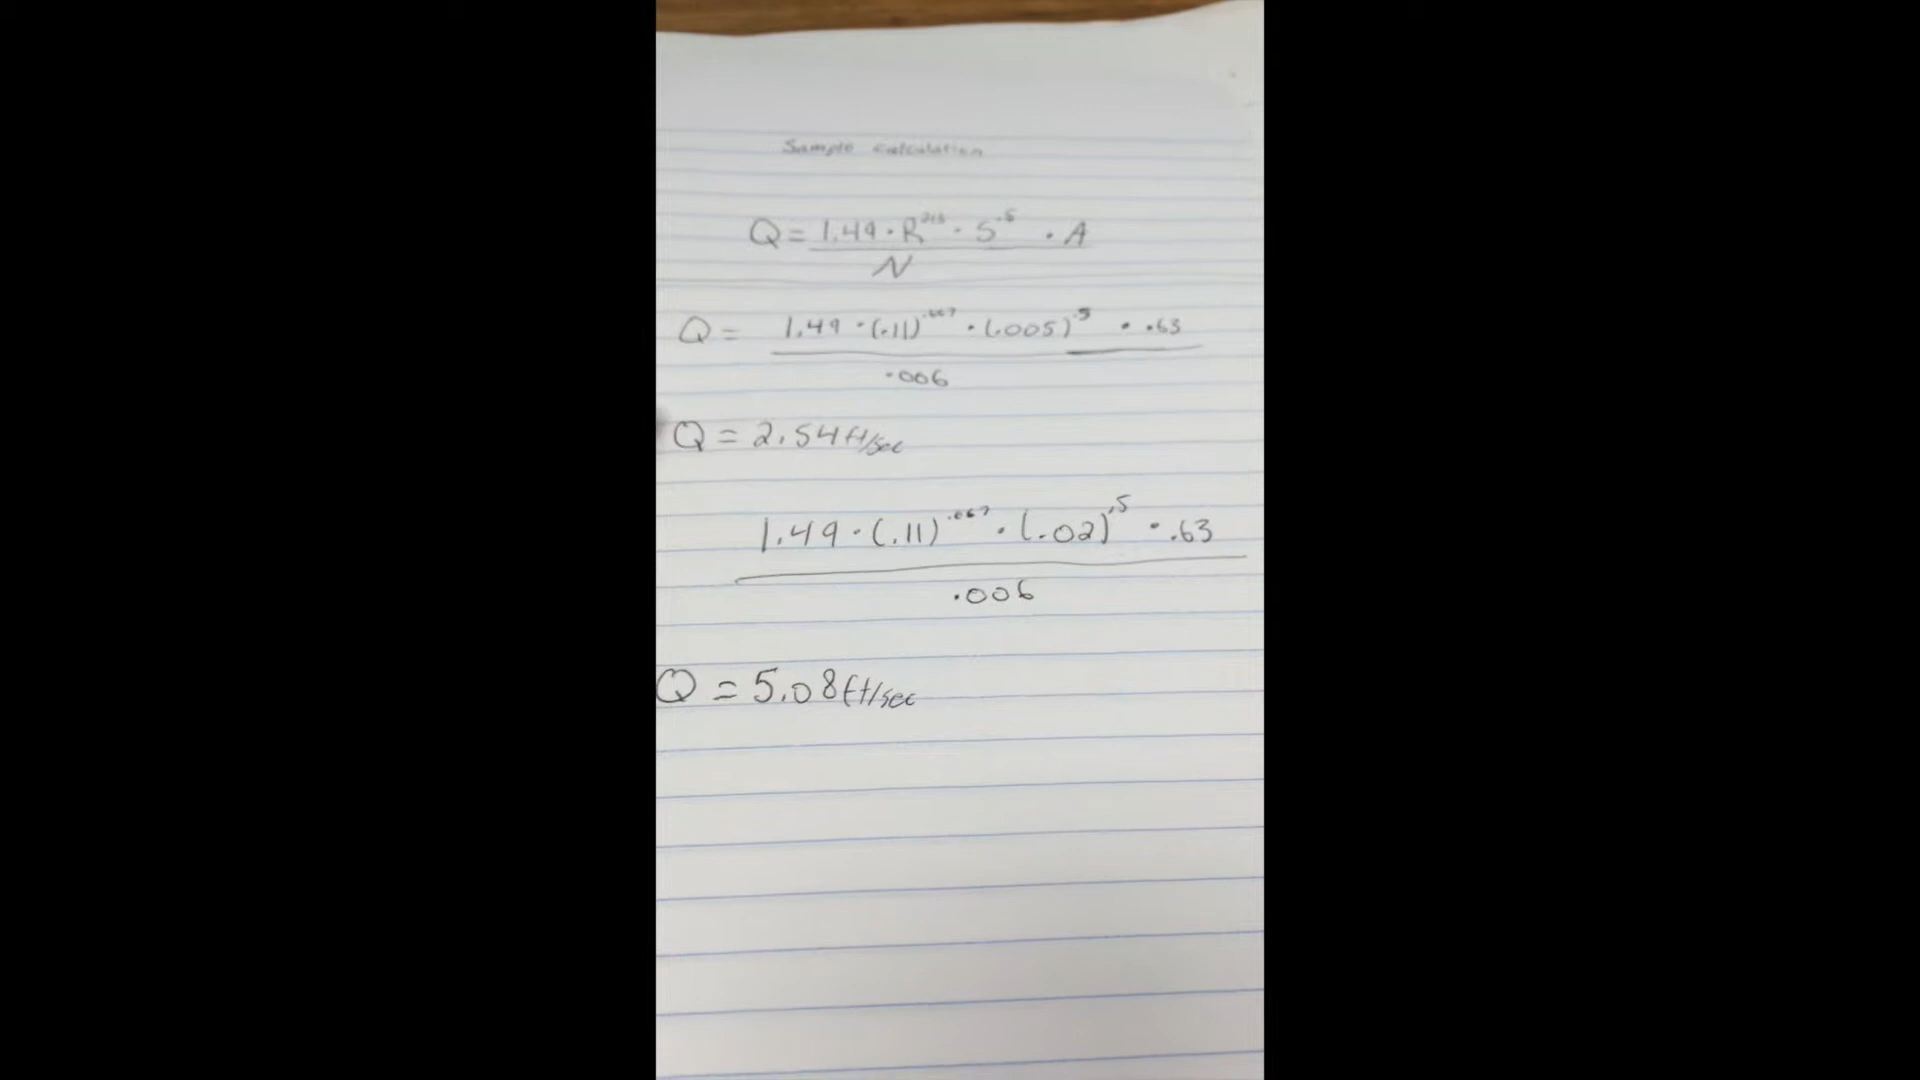 Sample calculation
Q = 1.49 · R^2/3 · S^.5 · A
N
Q = 1.49 · (.11)^.667 · (.005)^.5 · .63
.006
Q = 2.54 ft/sec
1.49 · (.11)^.667 · (.02)^.5 · .63
.006
Q = 5.08 ft/sec